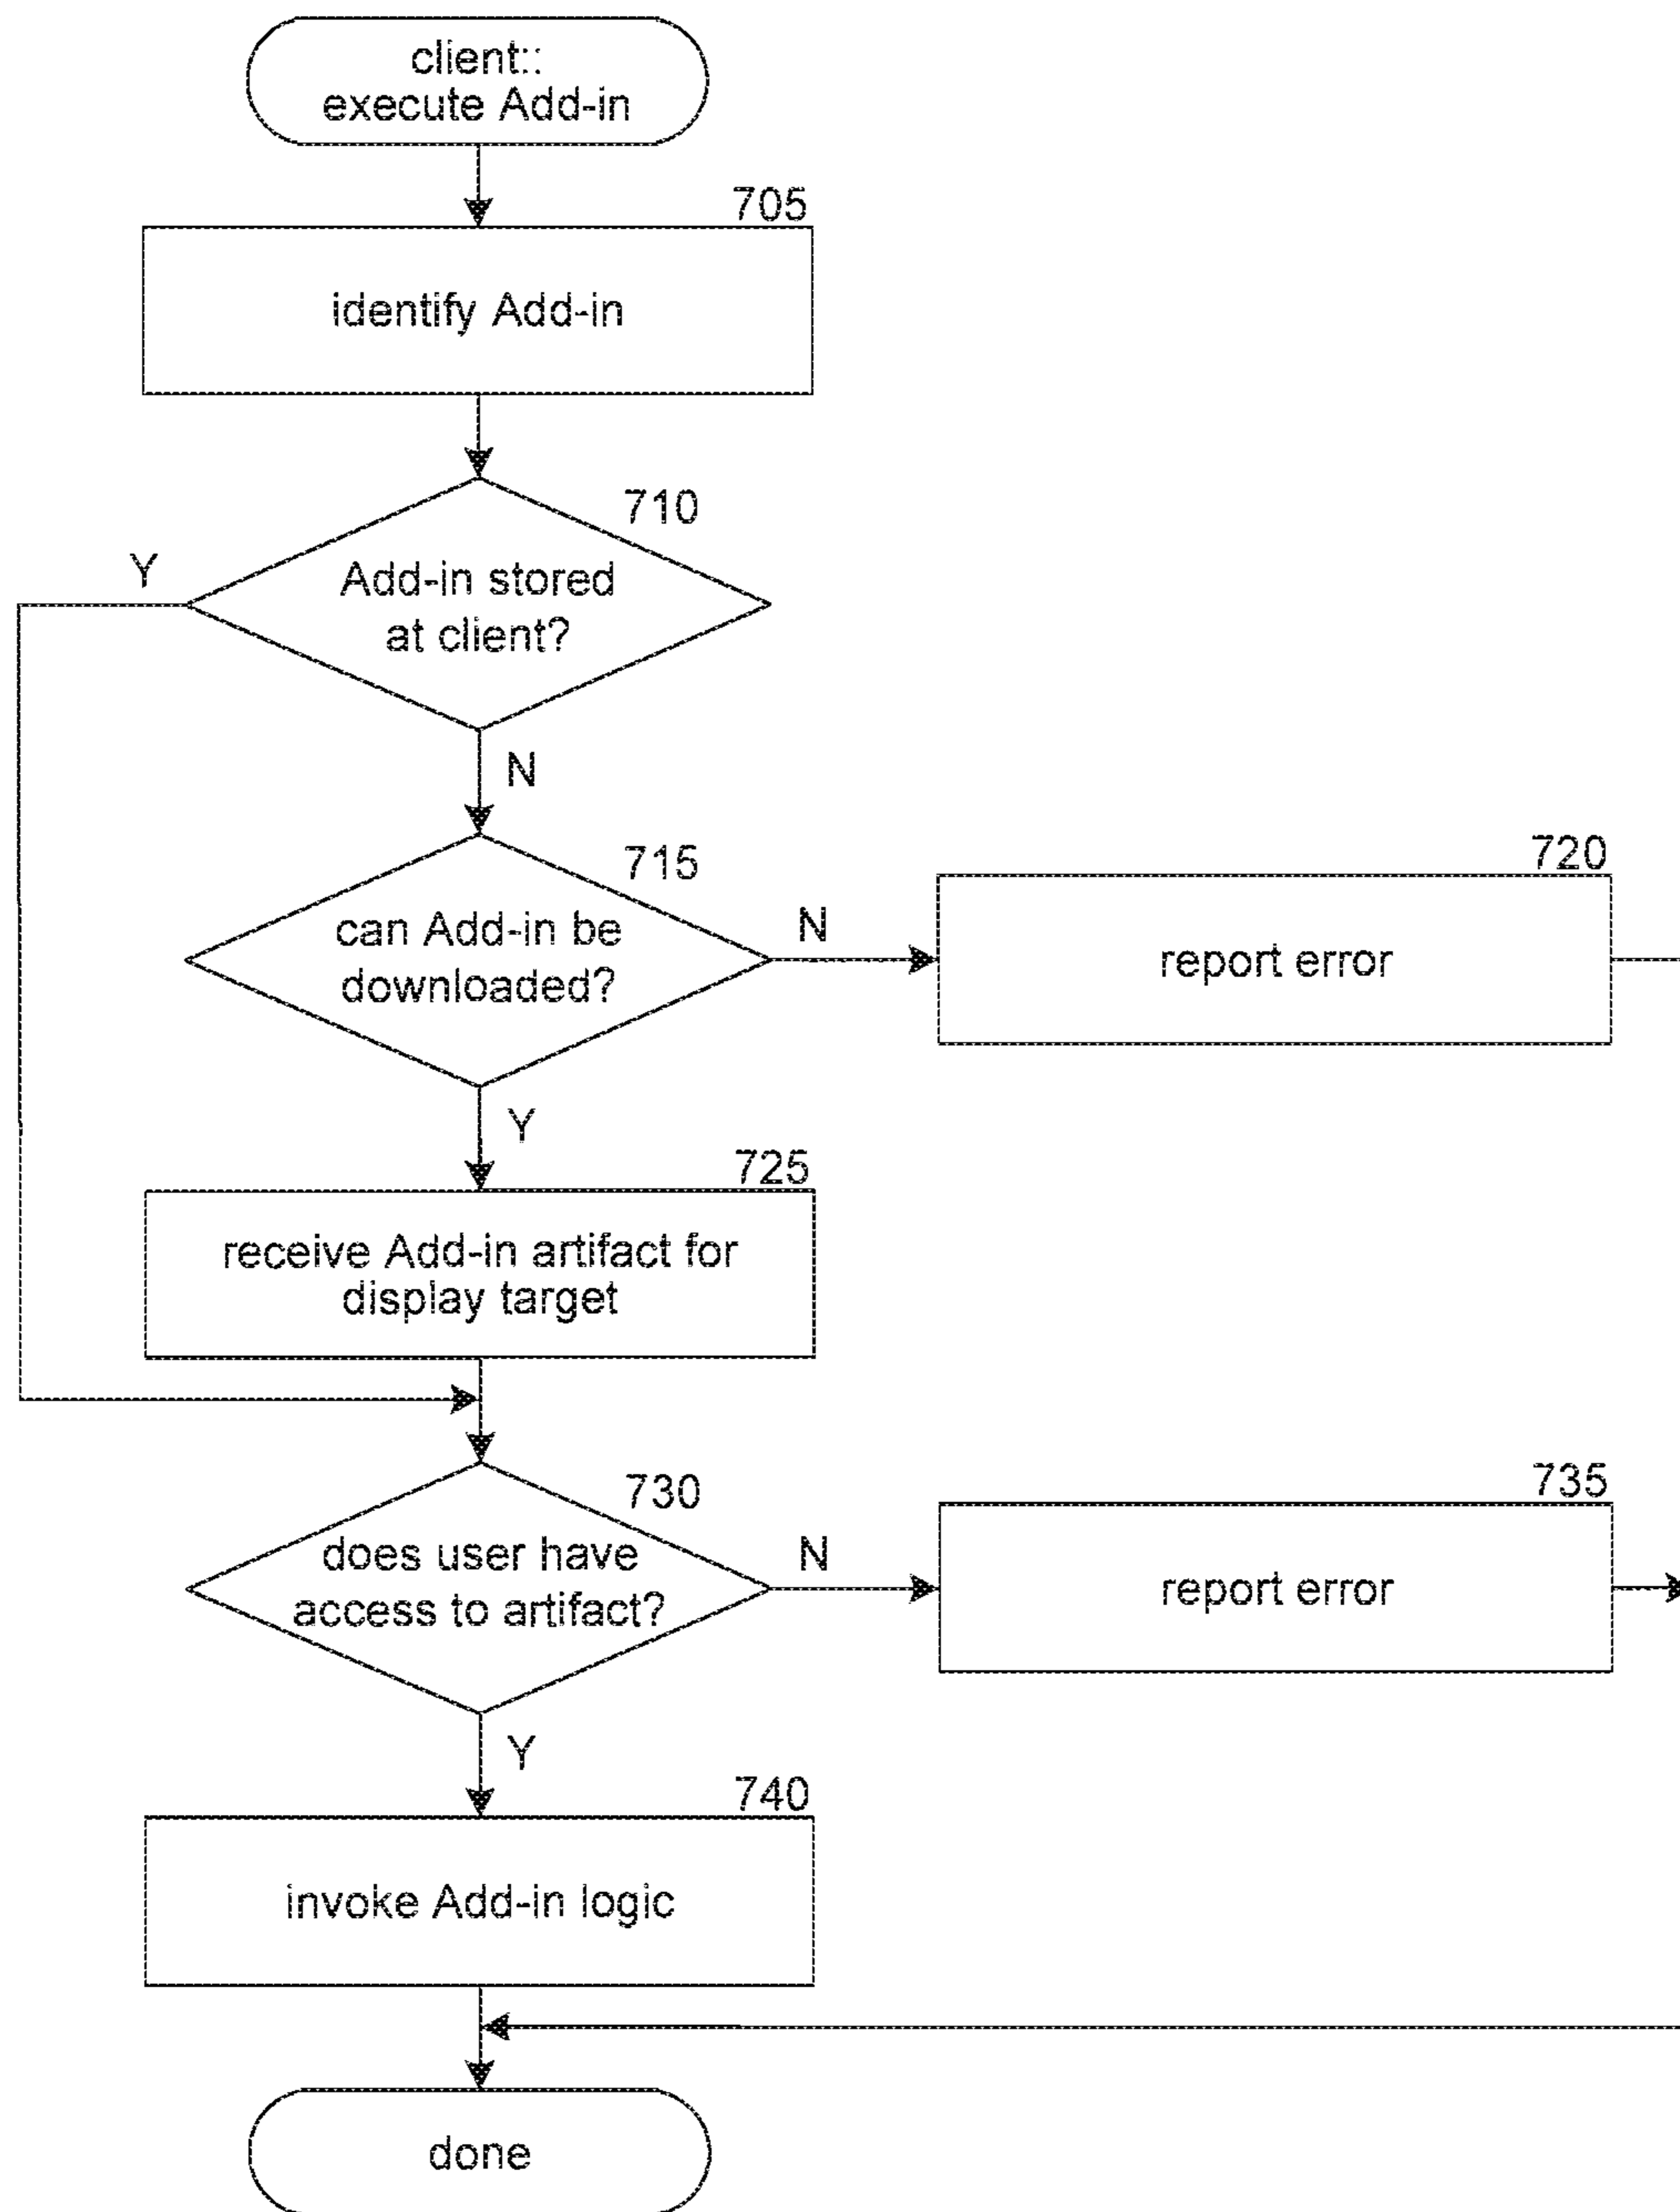 client::
execute Add-in
705
identify Add-in
710
Y
Add-in stored
at client?
N
715
can Add-in be
downloaded?
N
720
report error
Y
725
receive Add-in artifact for
display target
730
does user have
access to artifact?
N
735
report error
Y
740
invoke Add-in logic
done